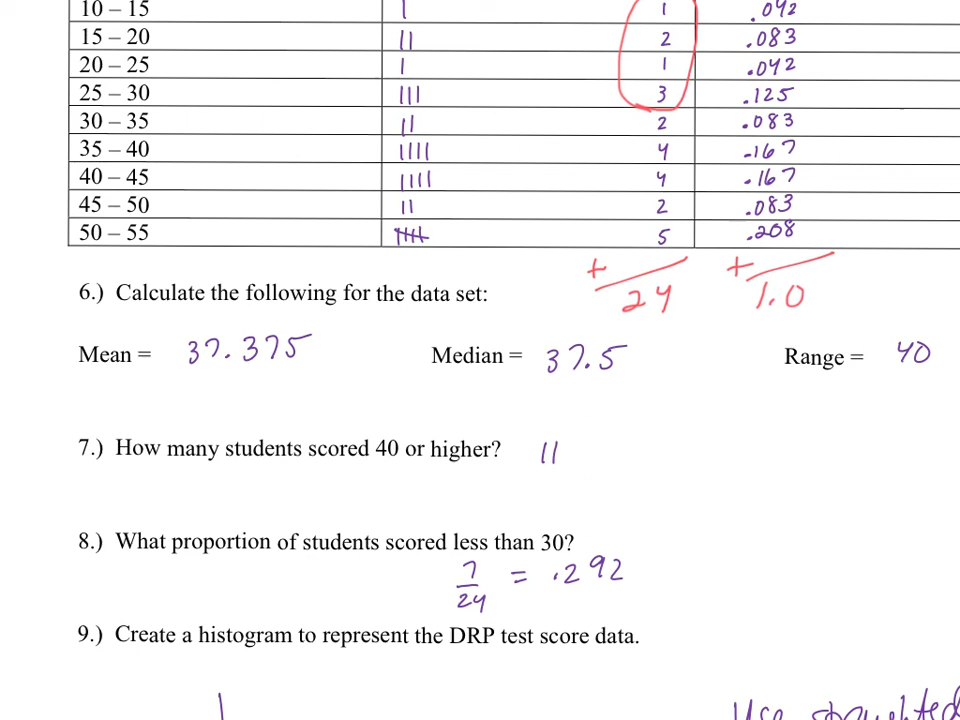 10 – 15 | 1 .042
15 – 20 || 2 .083
20 – 25 | 1 .042
25 – 30 ||| 3 .125
30 – 35 || 2 .083
35 – 40 |||| 4 .167
40 – 45 |||| 4 .167
45 – 50 || 2 .083
50 – 55 5 .208
+ 24 + 1.0
6.) Calculate the following for the data set:
Mean = 37.375 Median = 37.5 Range = 40
7.) How many students scored 40 or higher? 11
8.) What proportion of students scored less than 30?
7/24 = .292
9.) Create a histogram to represent the DRP test score data.
Use